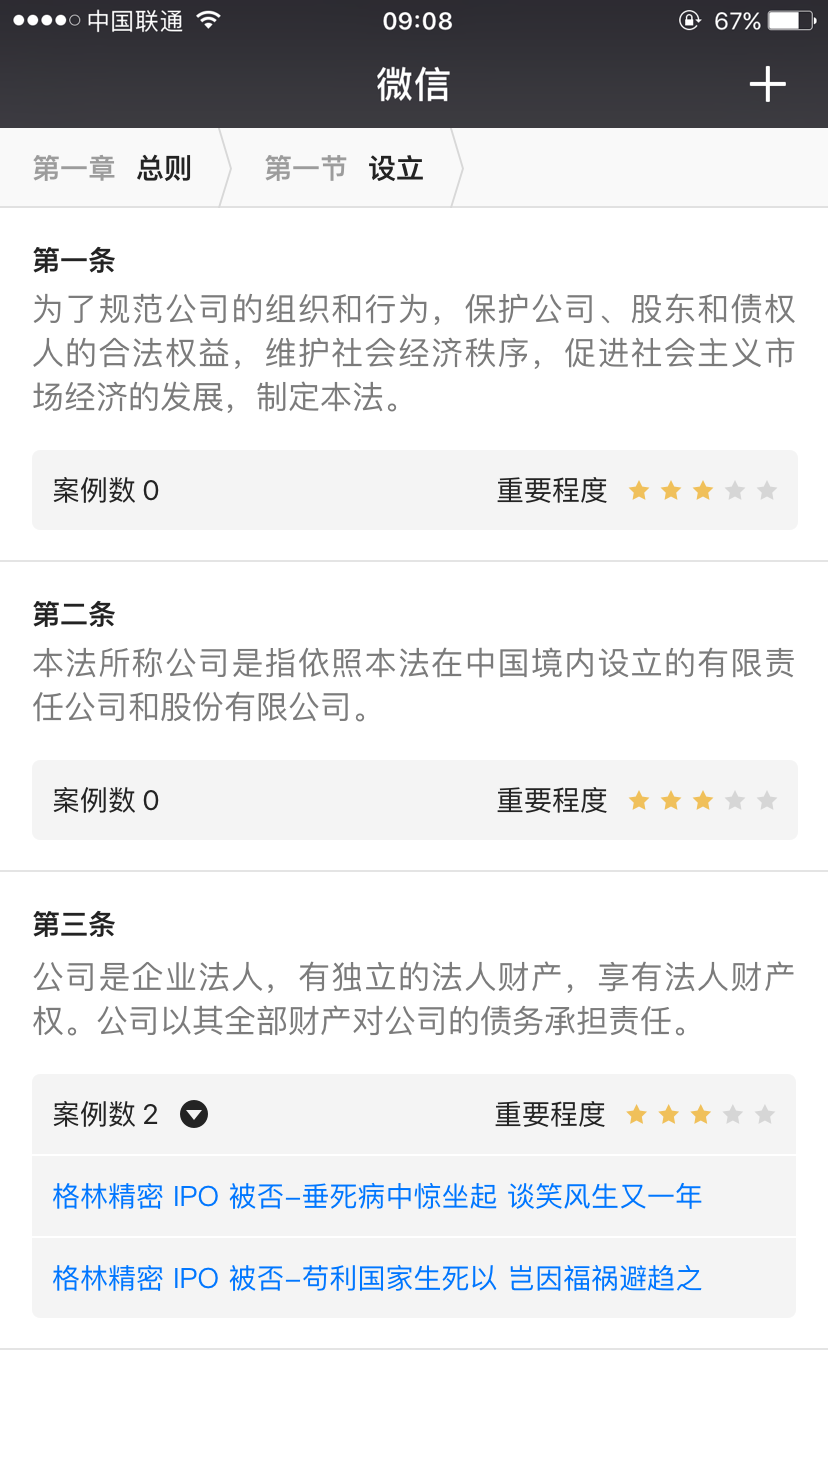 中国联通 09:08 67%
微信
第一章 总则 第一节 设立
第一条
为了规范公司的组织和行为，保护公司、股东和债权
人的合法权益，维护社会经济秩序，促进社会主义市
场经济的发展，制定本法。
案例数 0 重要程度
第二条
本法所称公司是指依照本法在中国境内设立的有限责
任公司和股份有限公司。
案例数 0 重要程度
第三条
公司是企业法人，有独立的法人财产，享有法人财产
权。公司以其全部财产对公司的债务承担责任。
案例数 2 重要程度
格林精密 IPO 被否–垂死病中惊坐起 谈笑风生又一年
格林精密 IPO 被否–苟利国家生死以 岂因福祸避趋之